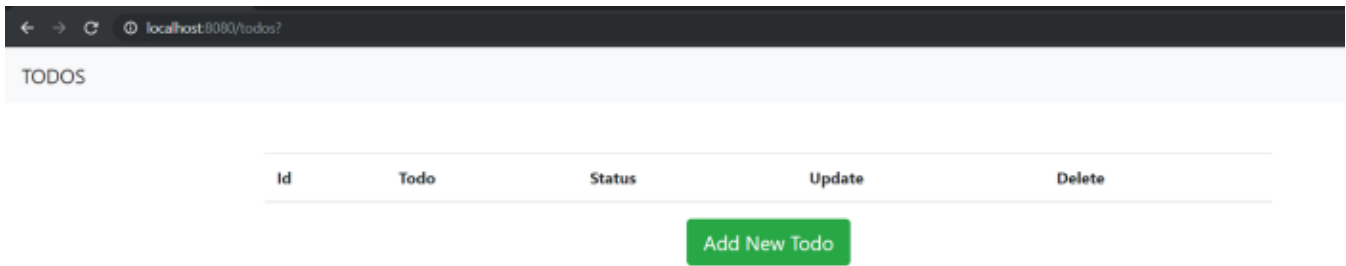 localhost:8080/todos?
TODOS
Id Todo Status Update Delete
Add New Todo